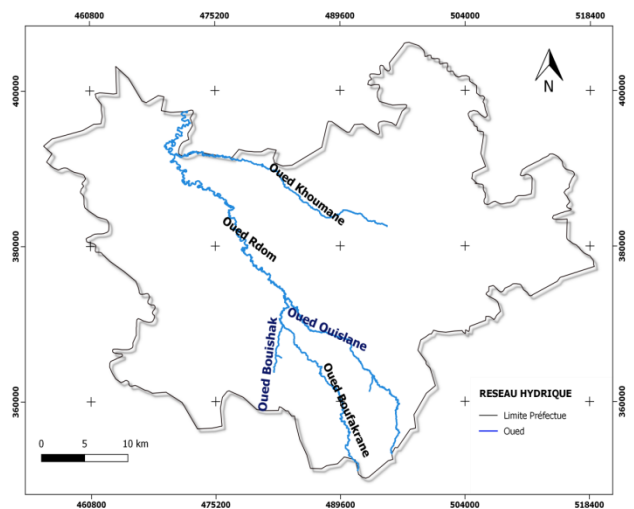 460800 475200 489600 504000 518400
400000 400000
N
Oued Khoumane
Oued Rdom
380000 380000
Oued Ouislane
Oued Bouishak
Oued Boufakrane
RESEAU HYDRIQUE
Limite Préfectue
Oued
360000 360000
0 5 10 km
460800 475200 489600 504000 518400